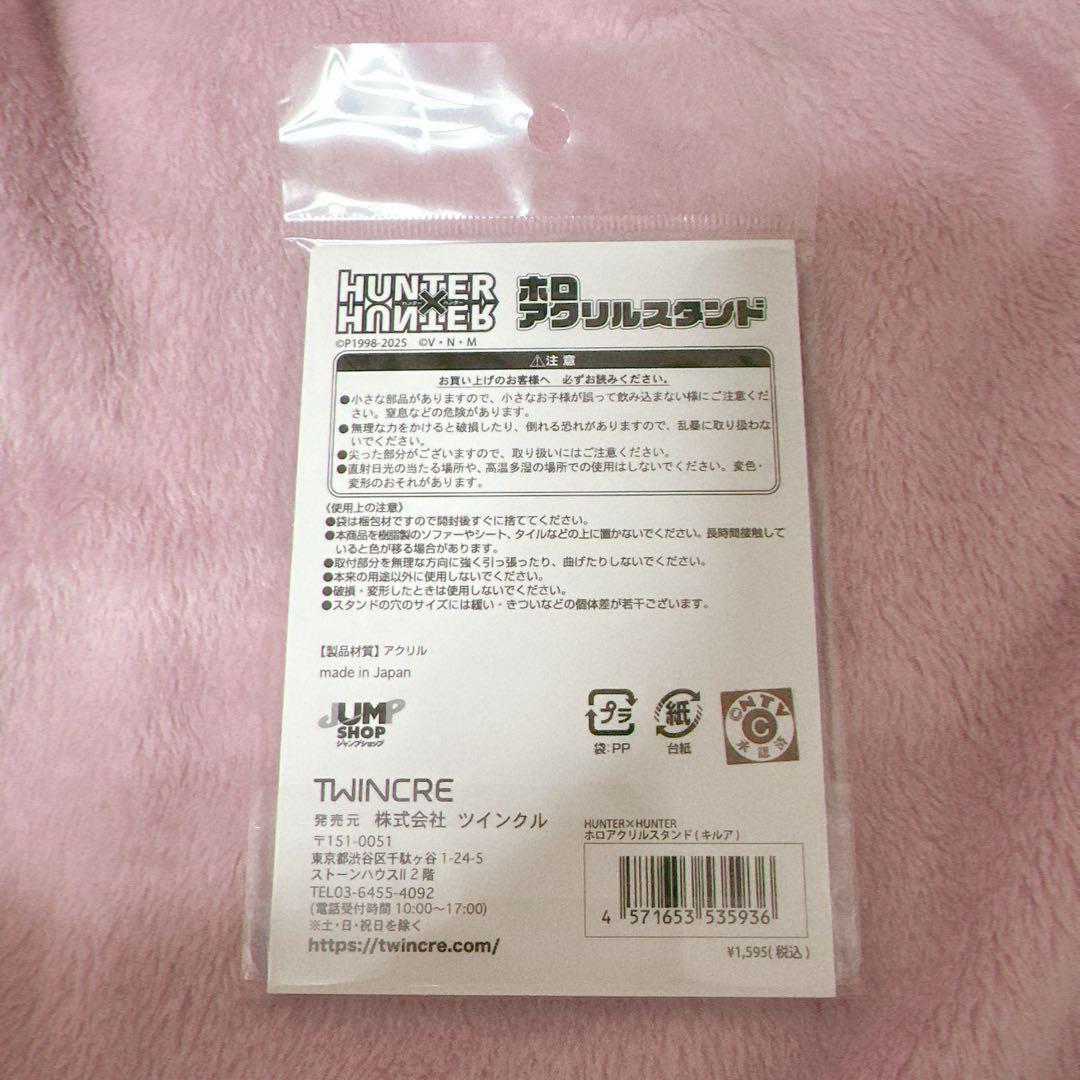 HUNTER×HUNTER
ハンター×ハンター
ホロ
アクリルスタンド
©P1998-2025 ©V・N・M
⚠注意
お買い上げのお客様へ 必ずお読みください。
●小さな部品がありますので、小さなお子様が誤って飲み込まない様にご注意くだ
さい。窒息などの危険があります。
●無理な力をかけると破損したり、倒れる恐れがありますので、乱暴に取り扱わな
いでください。
●尖った部分がございますので、取り扱いにはご注意ください。
●直射日光の当たる場所や、高温多湿の場所での使用はしないでください。変色・
変形のおそれがあります。
《使用上の注意》
●袋は梱包材ですので開封後すぐに捨ててください。
●本商品を樹脂製のソファーやシート、タイルなどの上に置かないでください。長時間接触して
いると色が移る場合があります。
●取付部分を無理な方向に強く引っ張ったり、曲げたりしないでください。
●本来の用途以外に使用しないでください。
●破損・変形したときは使用しないでください。
●スタンドの穴のサイズには緩い・きついなどの個体差が若干ございます。
【製品材質】アクリル
made in Japan
JUMP
SHOP
ジャンプショップ
プラ
袋:PP
紙
台紙
CNTV
C
承認済
TWINCRE
発売元 株式会社 ツインクル
〒151-0051
東京都渋谷区千駄ヶ谷 1-24-5
ストーンハウスII 2階
TEL03-6455-4092
(電話受付時間 10:00〜17:00)
※土・日・祝日を除く
https://twincre.com/
HUNTER×HUNTER
ホロアクリルスタンド(キルア)
4 571653 535936
¥1,595(税込)